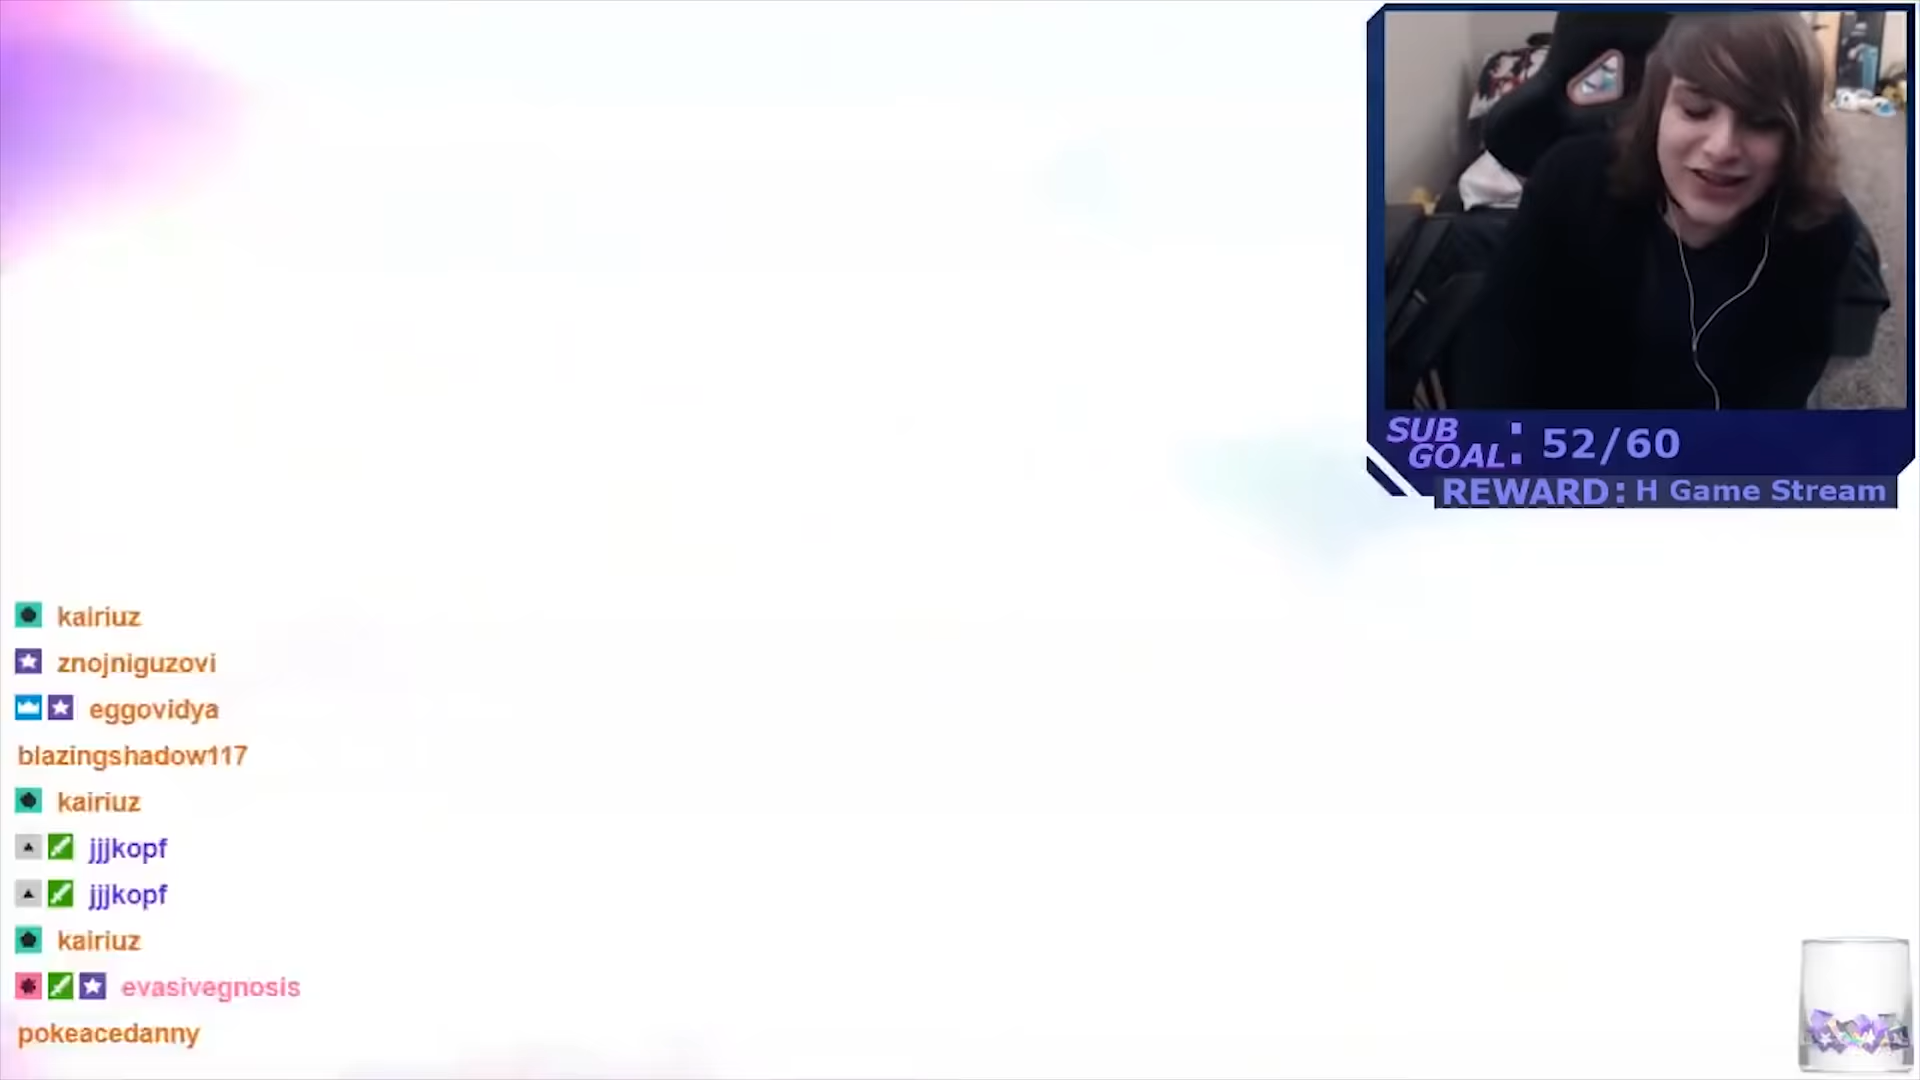 SUB GOAL: 52/60
REWARD: H Game Stream
kairiuz
znojniguzovi
eggovidya
blazingshadow117
kairiuz
jjjkopf
jjjkopf
kairiuz
evasivegnosis
pokeacedanny